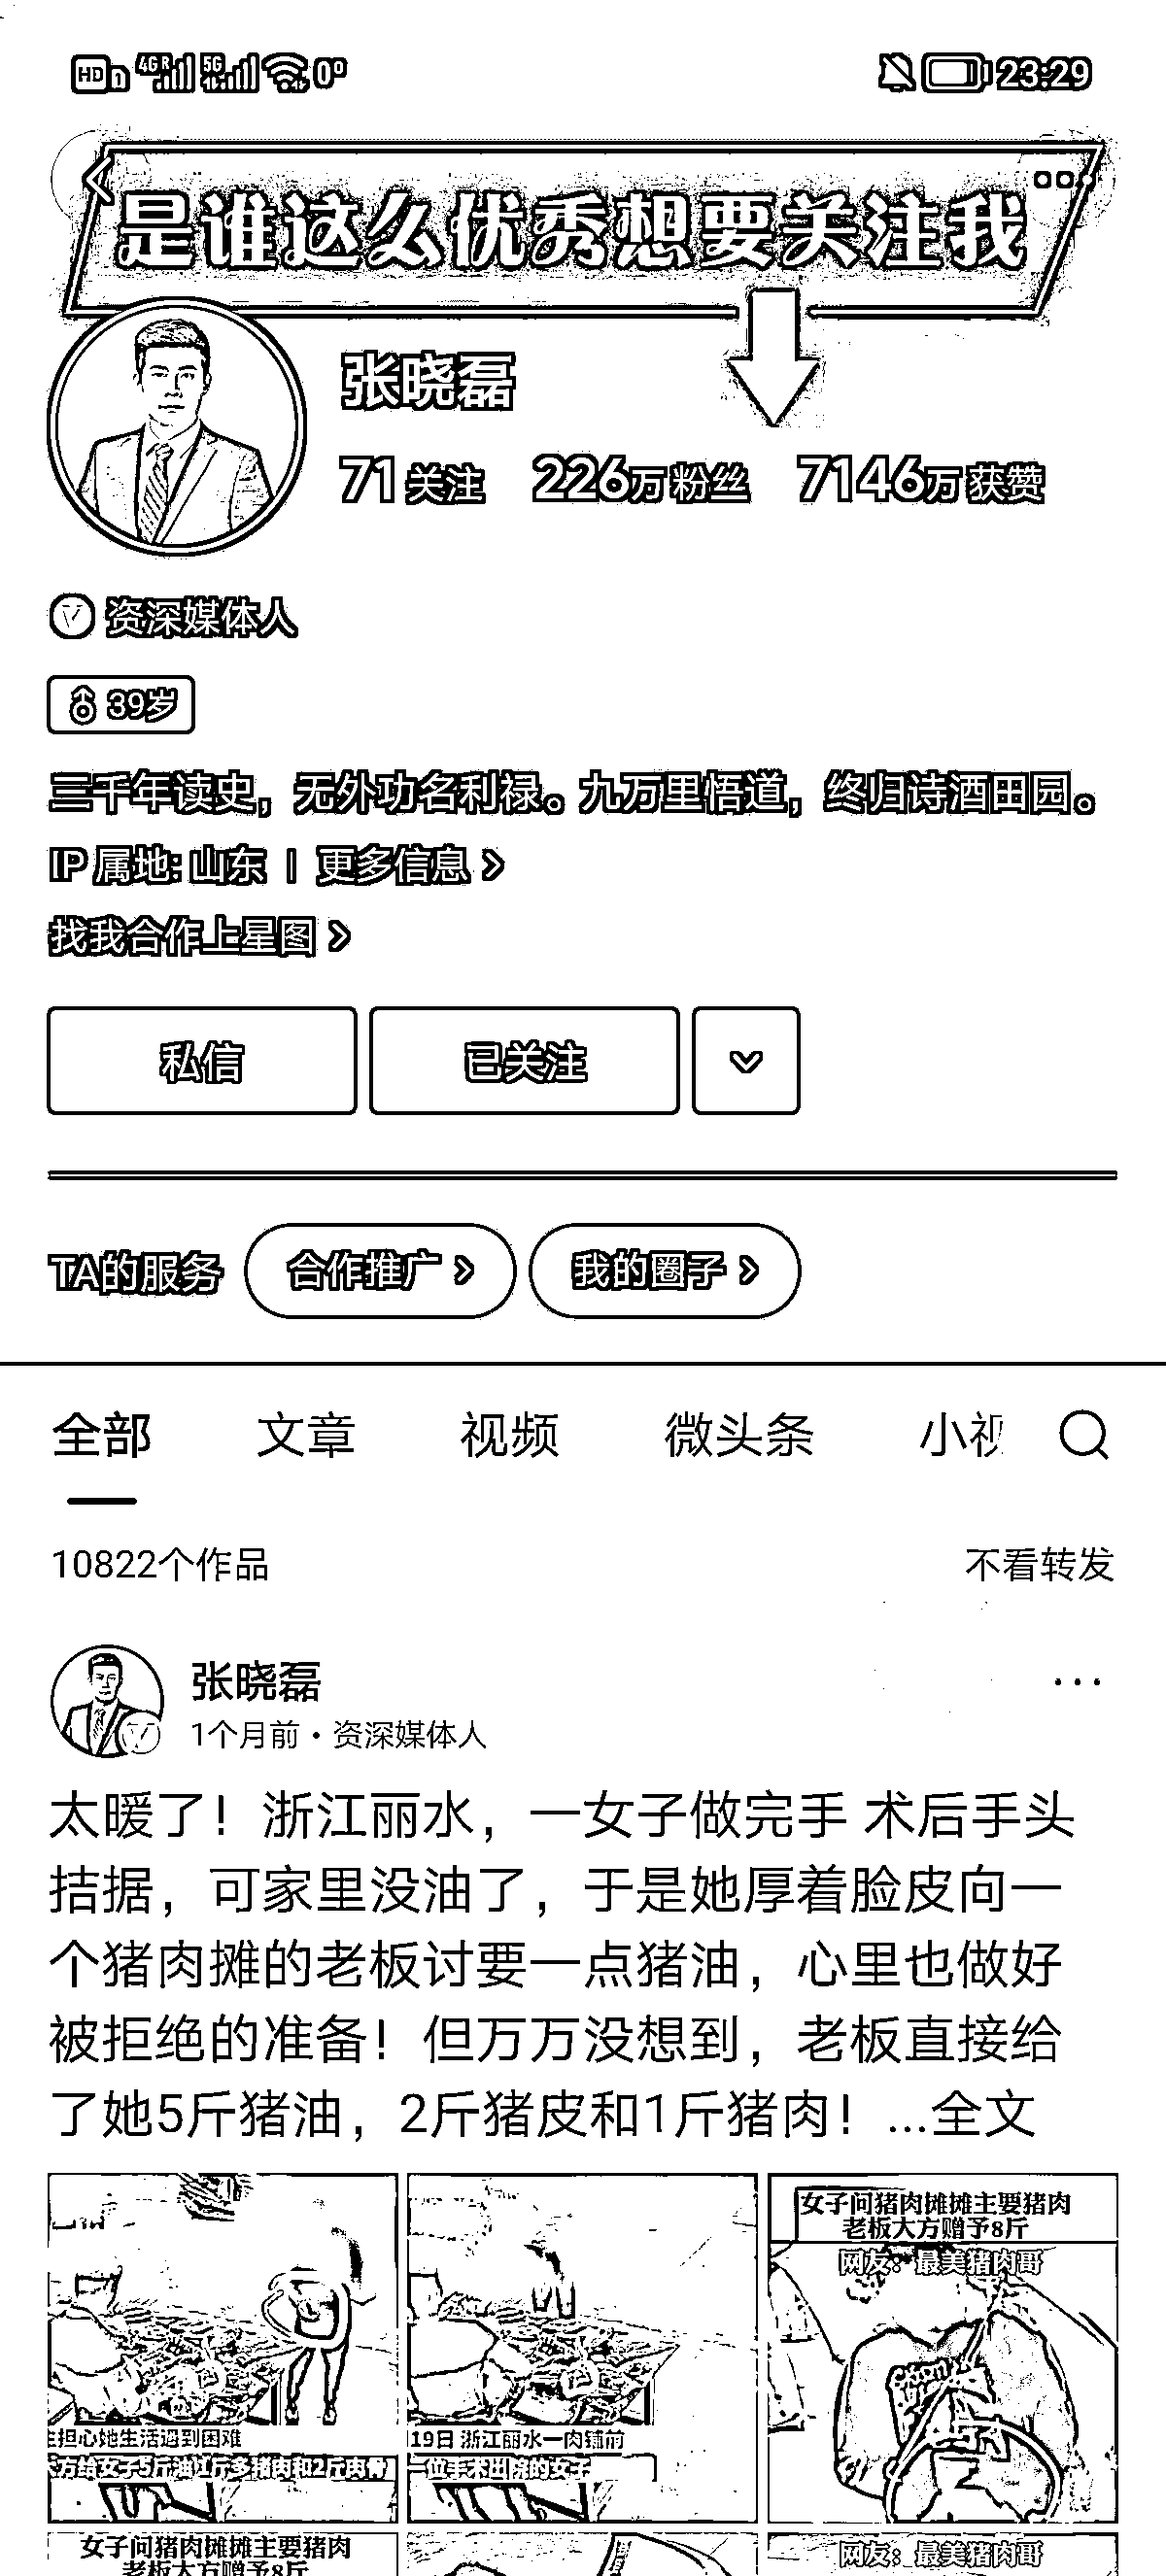 HD 1 4G R 5G 0° 23:29
是谁这么优秀想要关注我
张晓磊
71关注 226万粉丝 7146万获赞
资深媒体人
39岁
三千年读史，无外功名利禄。九万里悟道，终归诗酒田园。
IP 属地: 山东 | 更多信息
找我合作上星图
私信 已关注
TA的服务 合作推广 我的圈子
全部 文章 视频 微头条 小视
10822个作品 不看转发
张晓磊
1个月前·资深媒体人
太暖了！浙江丽水，一女子做完手 术后手头
拮据，可家里没油了，于是她厚着脸皮向一
个猪肉摊的老板讨要一点猪油，心里也做好
被拒绝的准备！但万万没想到，老板直接给
了她5斤猪油，2斤猪皮和1斤猪肉！...全文
担心她生活遇到困难
方给女子5斤油1斤多猪肉和2斤肉骨
19日 浙江丽水一肉铺前
一位手术出院的女子
女子问猪肉摊摊主要猪肉
老板大方赠予8斤
网友：最美猪肉哥
女子问猪肉摊摊主要猪肉
老板大方赠予8斤
网友：最美猪肉哥